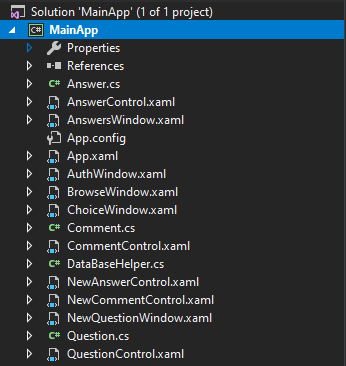 Solution 'MainApp' (1 of 1 project)
C# MainApp
Properties
References
C# Answer.cs
AnswerControl.xaml
AnswersWindow.xaml
App.config
App.xaml
AuthWindow.xaml
BrowseWindow.xaml
ChoiceWindow.xaml
C# Comment.cs
CommentControl.xaml
C# DataBaseHelper.cs
NewAnswerControl.xaml
NewCommentControl.xaml
NewQuestionWindow.xaml
C# Question.cs
QuestionControl.xaml